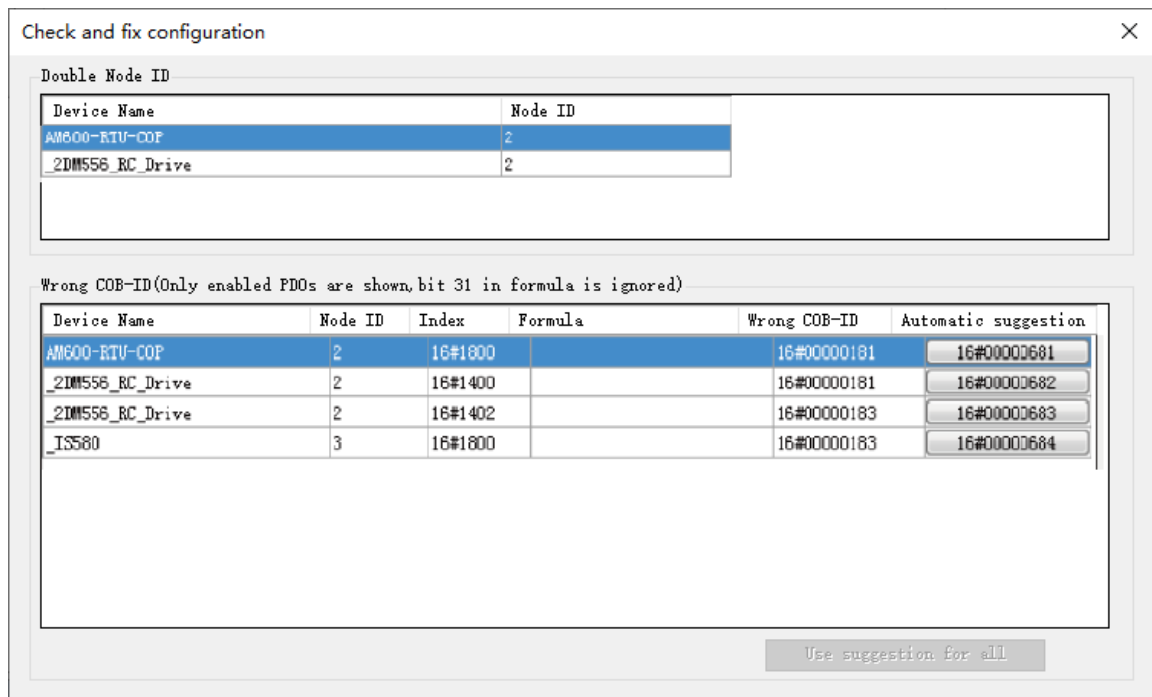 Check and fix configuration
Double Node ID
Device Name Node ID
AM600-RTU-COP 2
_2DM556_RC_Drive 2
Wrong COB-ID(Only enabled PDOs are shown,bit 31 in formula is ignored)
Device Name Node ID Index Formula Wrong COB-ID Automatic suggestion
AM600-RTU-COP 2 16#1800 16#00000181 16#00000681
_2DM556_RC_Drive 2 16#1400 16#00000181 16#00000682
_2DM556_RC_Drive 2 16#1402 16#00000183 16#00000683
_IS580 3 16#1800 16#00000183 16#00000684
Use suggestion for all